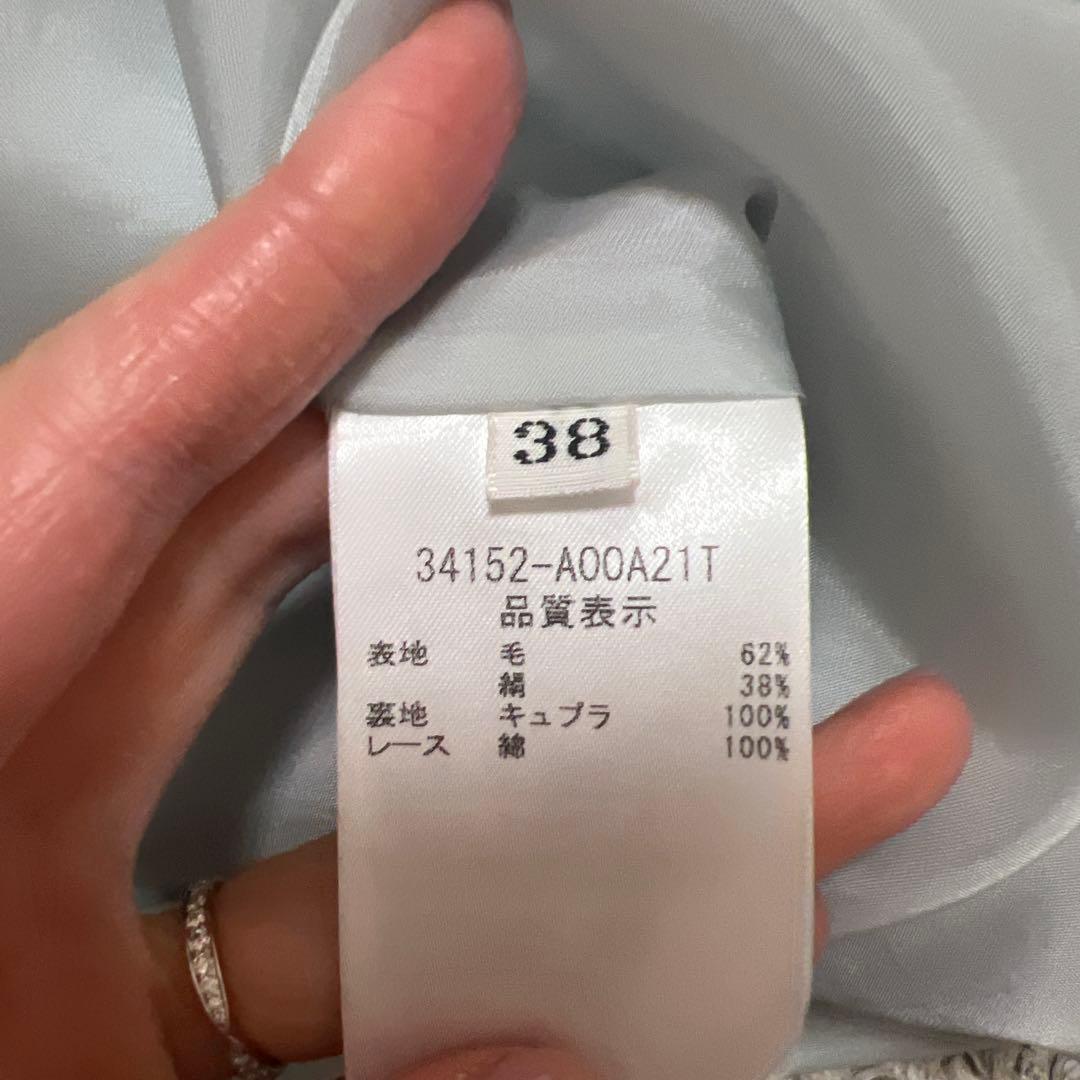 38
34152-A00A21T
品質表示
表地 毛 62%
絹 38%
裏地 キュプラ 100%
レース 綿 100%